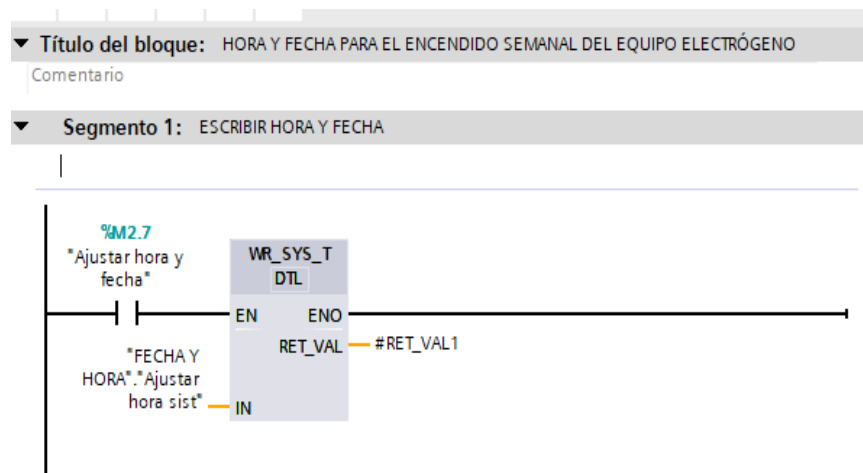 Título del bloque: HORA Y FECHA PARA EL ENCENDIDO SEMANAL DEL EQUIPO ELECTRÓGENO
Comentario
Segmento 1: ESCRIBIR HORA Y FECHA
%M2.7
"Ajustar hora y
fecha"
WR_SYS_T
DTL
EN ENO
RET_VAL #RET_VAL1
"FECHA Y
HORA"."Ajustar
hora sist" IN